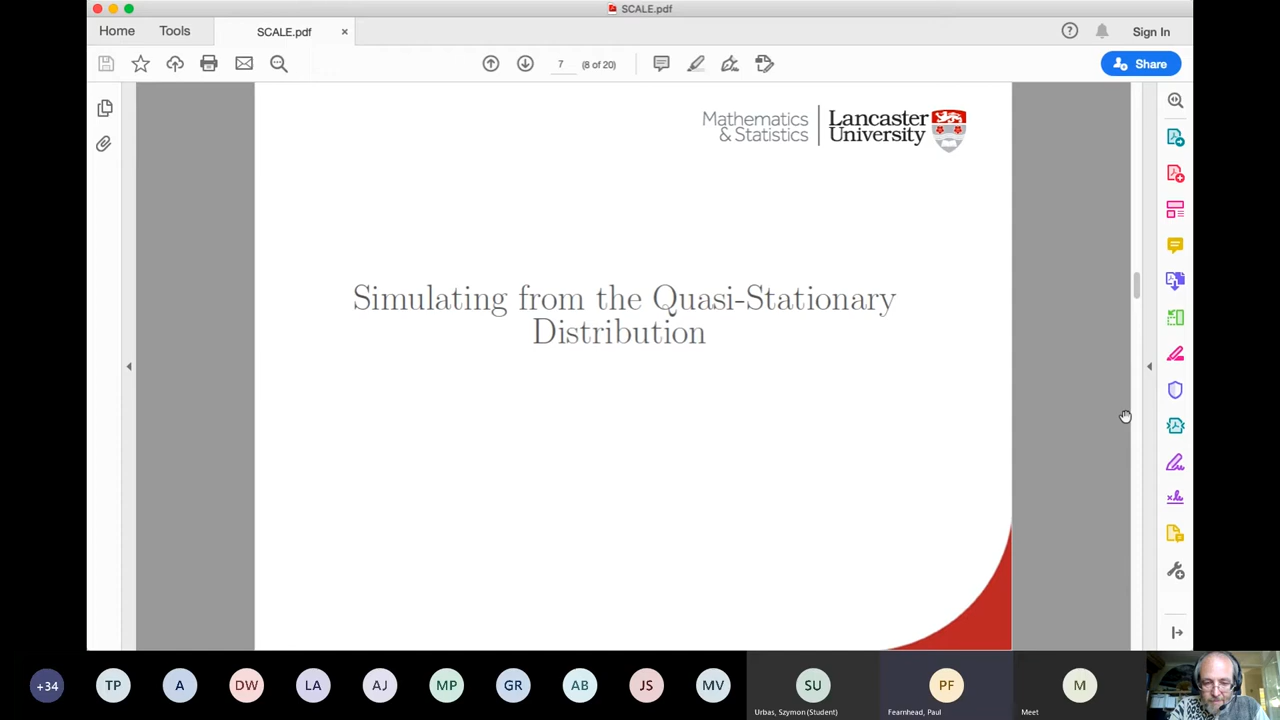 SCALE.pdf
Home
Tools
SCALE.pdf
×
?
Sign In
7
(8 of 20)
Share
Mathematics
& Statistics
Lancaster
University
Simulating from the Quasi-Stationary
Distribution
+34
TP
A
DW
LA
AJ
MP
GR
AB
JS
MV
SU
PF
M
Urbas, Szymon (Student)
Fearnhead, Paul
Meet